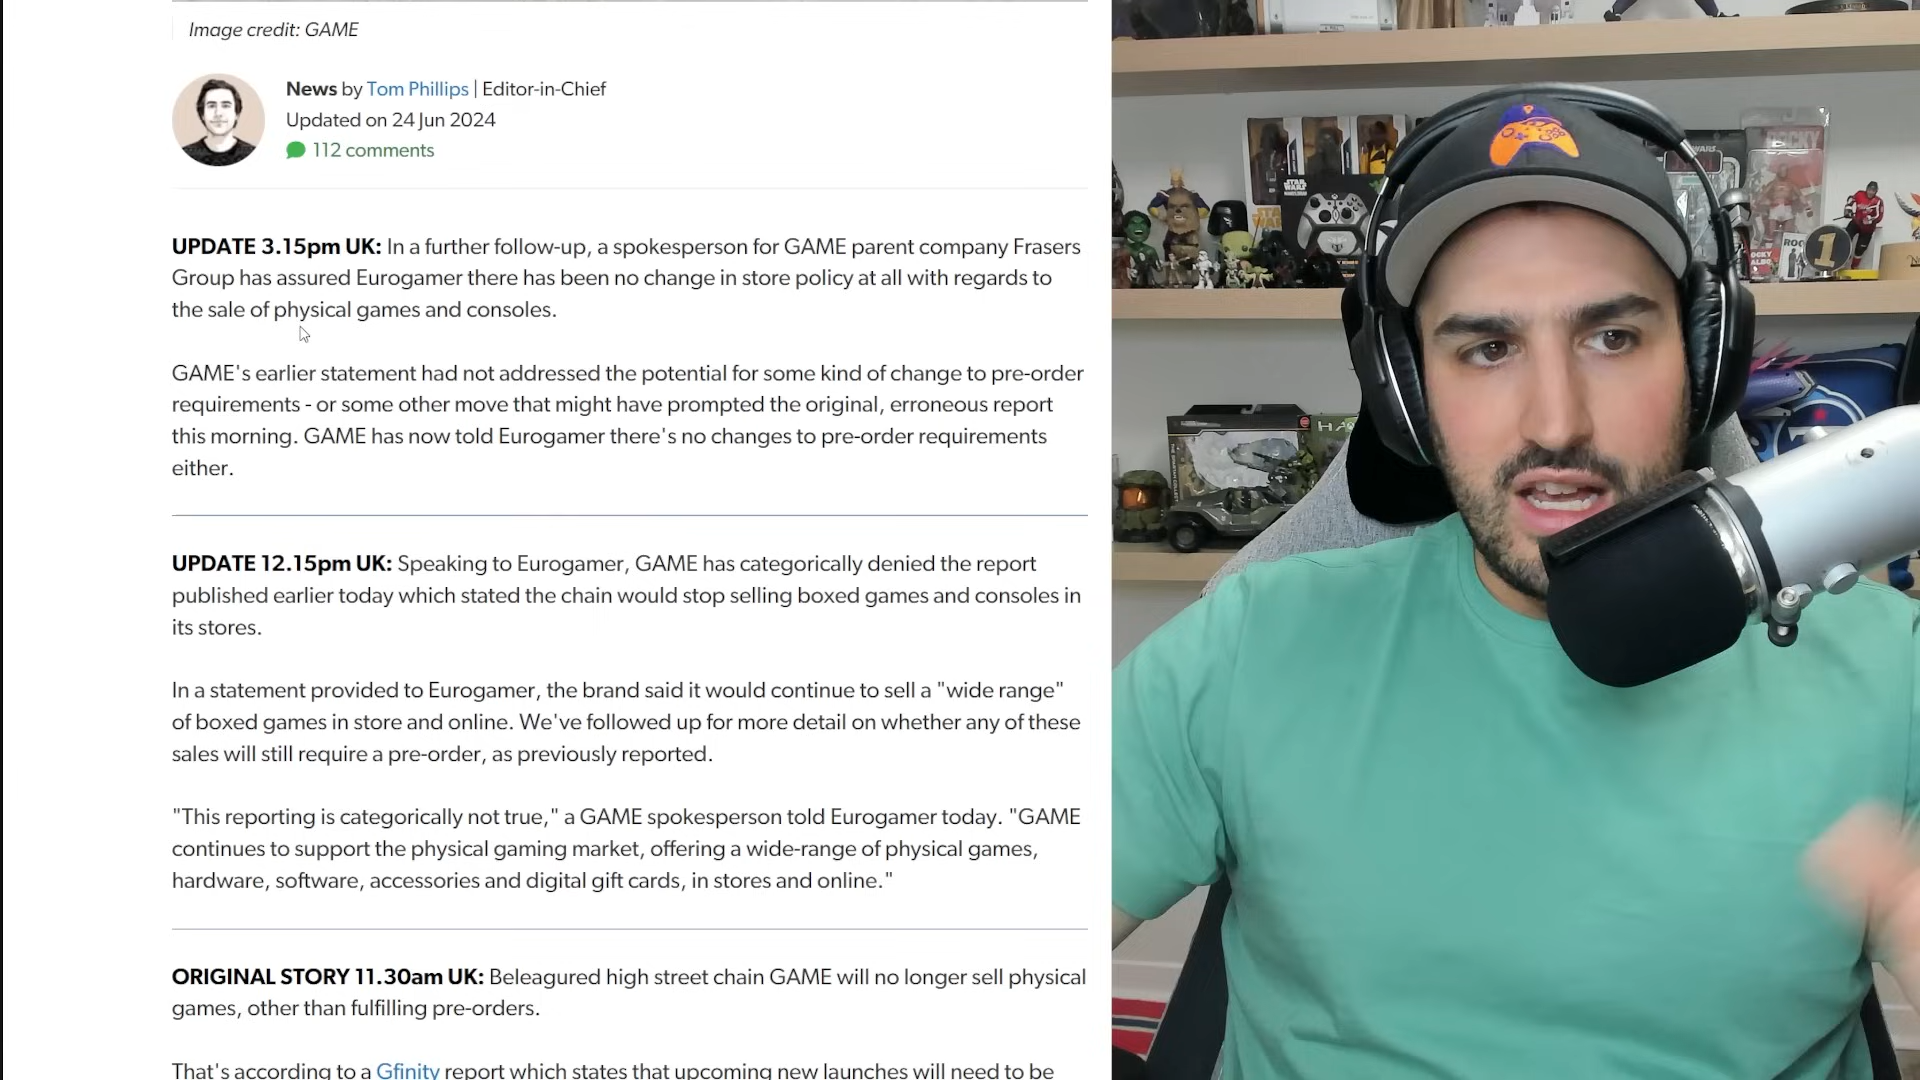 Image credit: GAME
News by Tom Phillips | Editor-in-Chief
Updated on 24 Jun 2024
112 comments
UPDATE 3.15pm UK: In a further follow-up, a spokesperson for GAME parent company Frasers
Group has assured Eurogamer there has been no change in store policy at all with regards to
the sale of physical games and consoles.
GAME's earlier statement had not addressed the potential for some kind of change to pre-order
requirements - or some other move that might have prompted the original, erroneous report
this morning. GAME has now told Eurogamer there's no changes to pre-order requirements
either.
UPDATE 12.15pm UK: Speaking to Eurogamer, GAME has categorically denied the report
published earlier today which stated the chain would stop selling boxed games and consoles in
its stores.
In a statement provided to Eurogamer, the brand said it would continue to sell a "wide range"
of boxed games in store and online. We've followed up for more detail on whether any of these
sales will still require a pre-order, as previously reported.
"This reporting is categorically not true," a GAME spokesperson told Eurogamer today. "GAME
continues to support the physical gaming market, offering a wide-range of physical games,
hardware, software, accessories and digital gift cards, in stores and online."
ORIGINAL STORY 11.30am UK: Beleagured high street chain GAME will no longer sell physical
games, other than fulfilling pre-orders.
That's according to a Gfinity report which states that upcoming new launches will need to be
STAR
WARS
WARS
ROCKY
1